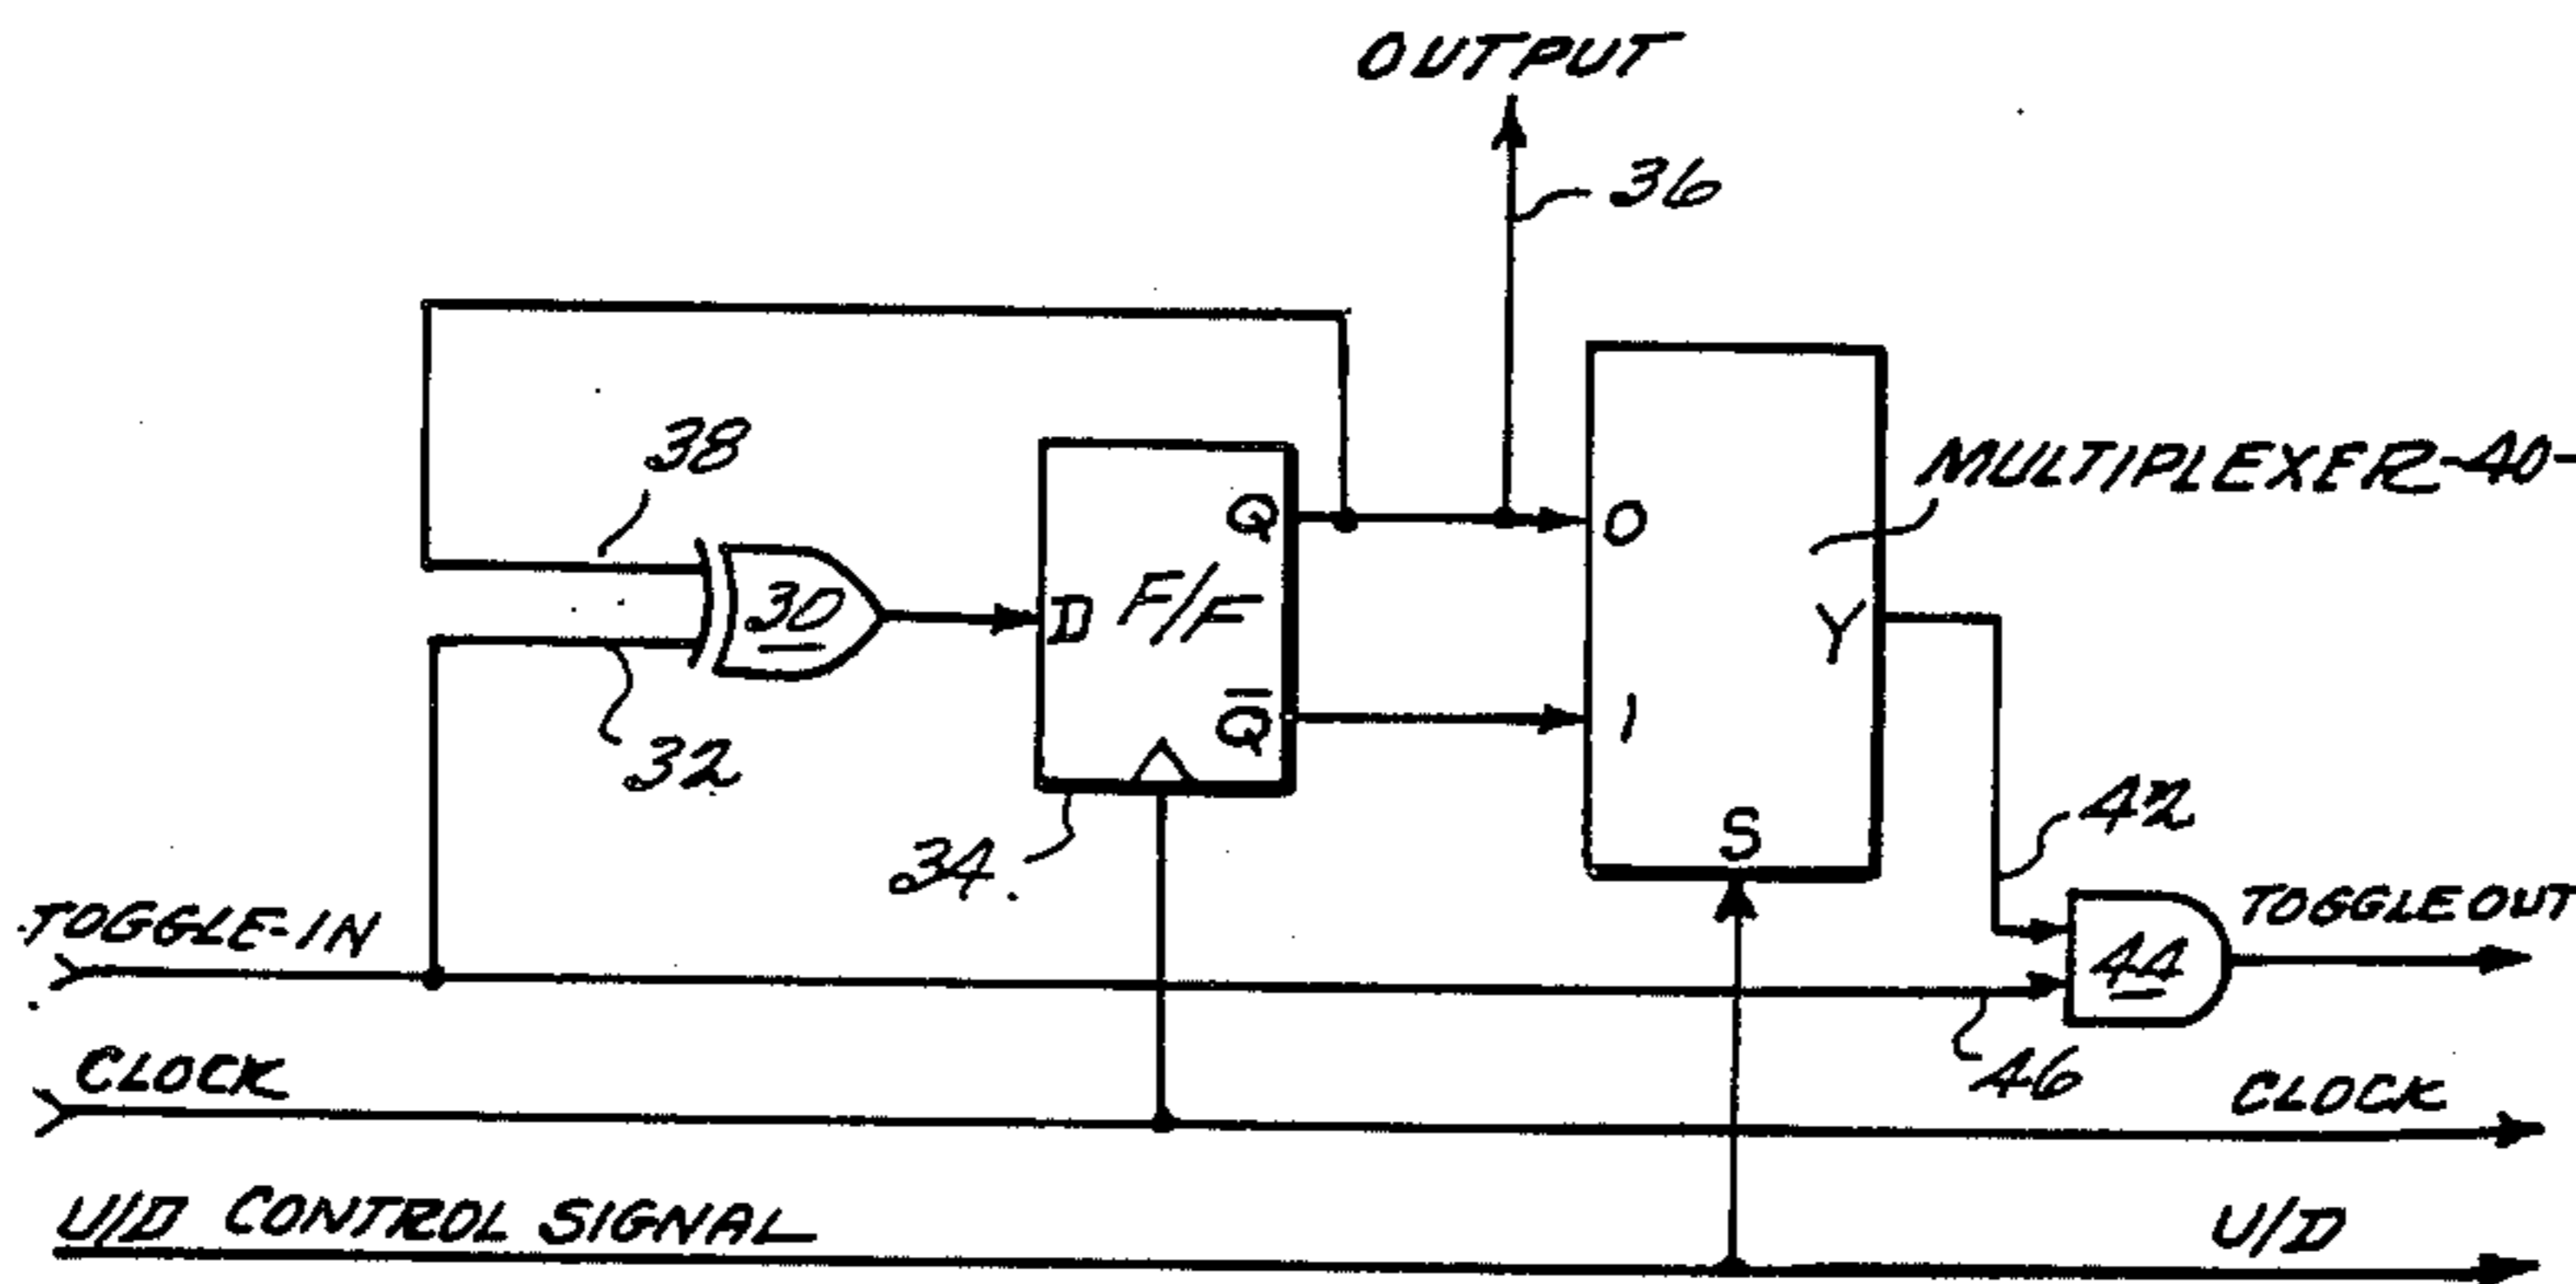 OUTPUT
36
38
MULTIPLEXER-40-
Q
0
30
D
F/F
Y
Q̅
1
32
42
S
34.
TOGGLE-IN
TOGGLE OUT
44
46
CLOCK
CLOCK
U/D CONTROL SIGNAL
U/D